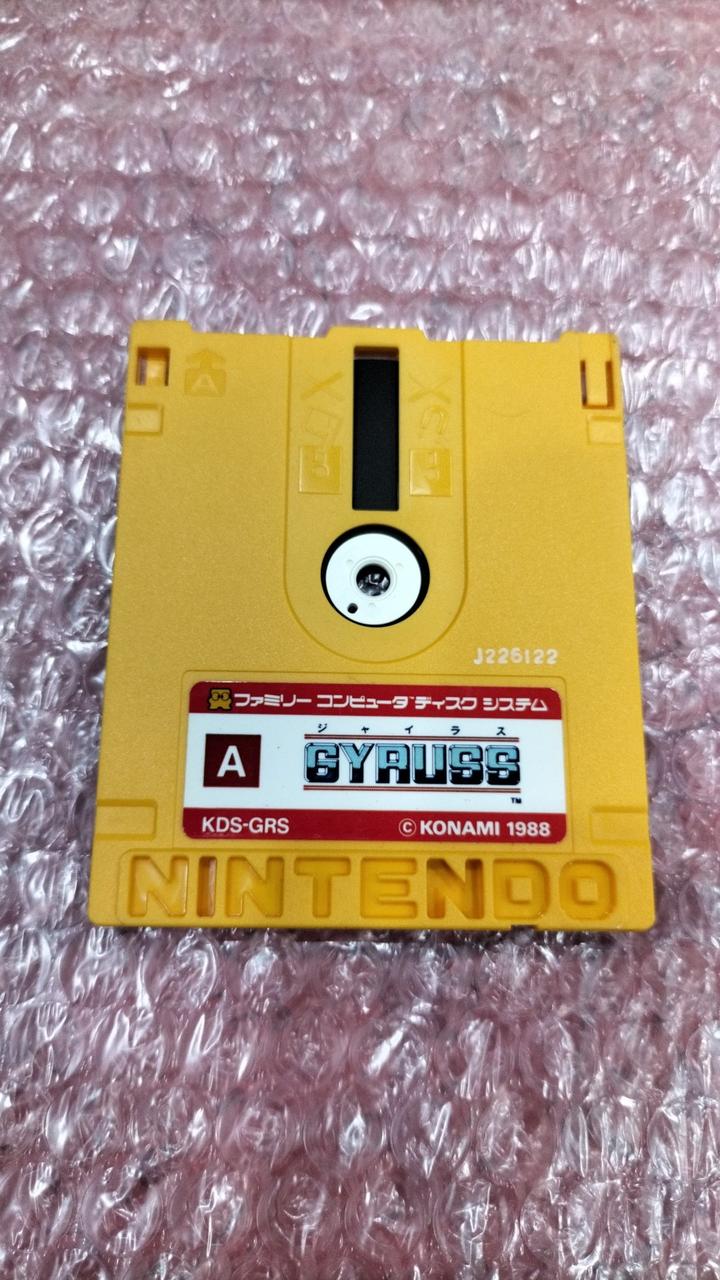 A
J226122
ファミリー コンピュータ ディスク システム
A
ジャイラス
GYRUSS
TM
KDS-GRS
© KONAMI 1988
NINTENDO